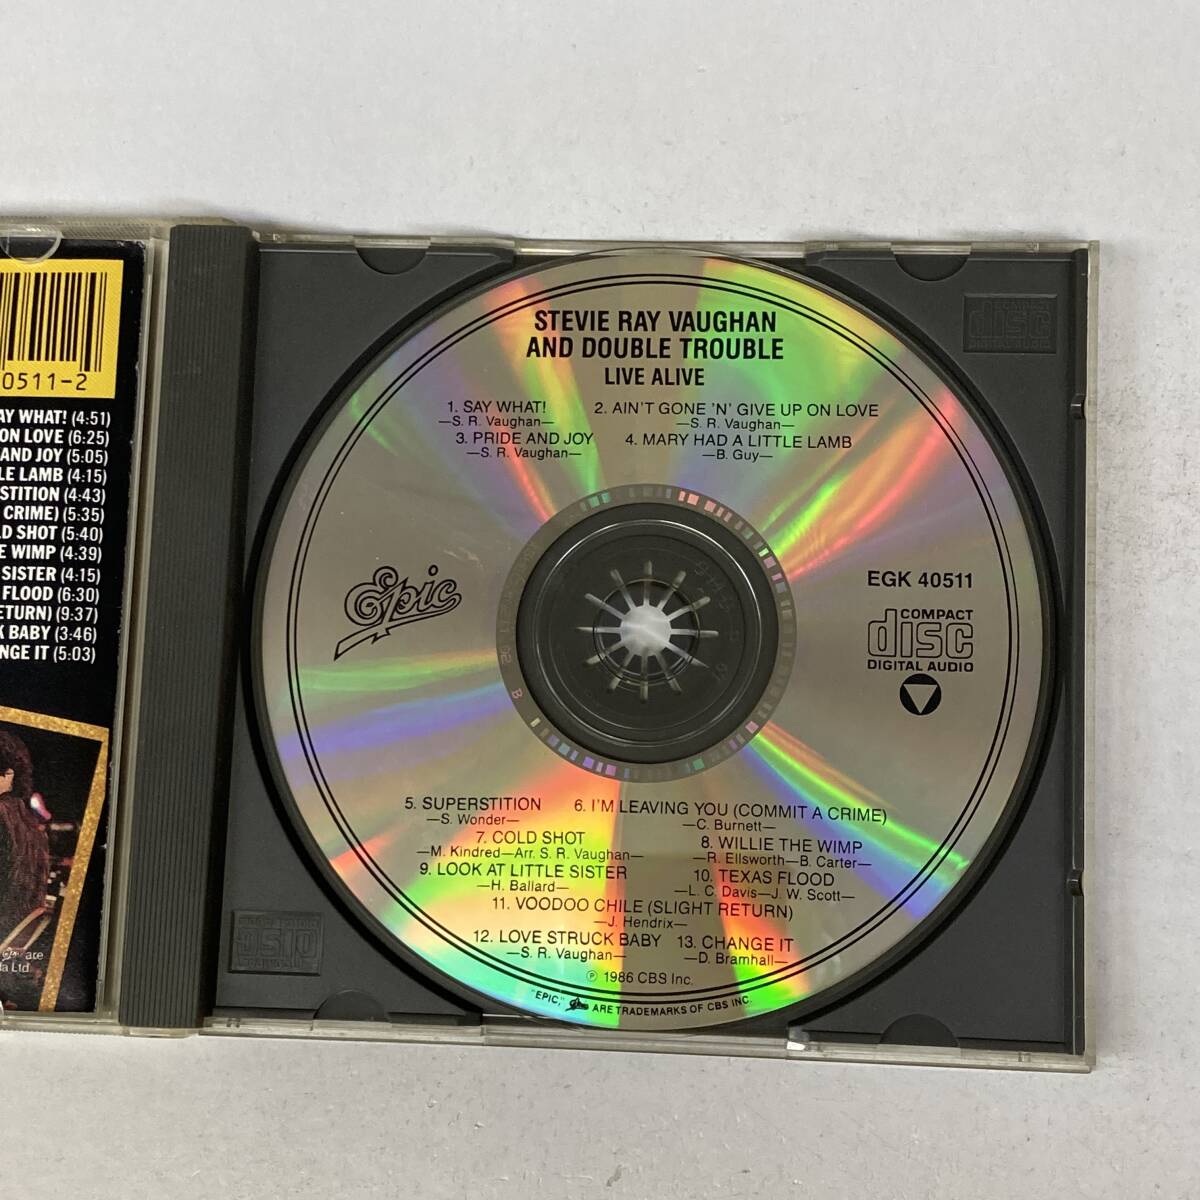 0511-2
AY WHAT! (4:51)
ON LOVE (6:25)
AND JOY (5:05)
LE LAMB (4:15)
STITION (4:43)
CRIME) (5:35)
LD SHOT (5:40)
E WIMP (4:39)
SISTER (4:15)
FLOOD (6:30)
RETURN) (9:37)
K BABY (3:46)
NGE IT (5:03)
are
Ltd.
STEVIE RAY VAUGHAN
AND DOUBLE TROUBLE
LIVE ALIVE
1. SAY WHAT! 2. AIN'T GONE 'N' GIVE UP ON LOVE
—S. R. Vaughan— —S. R. Vaughan—
3. PRIDE AND JOY 4. MARY HAD A LITTLE LAMB
—S. R. Vaughan— —B. Guy—
Epic
EGK 40511
COMPACT
disc
DIGITAL AUDIO
5. SUPERSTITION 6. I'M LEAVING YOU (COMMIT A CRIME)
—S. Wonder— —C. Burnett—
7. COLD SHOT 8. WILLIE THE WIMP
—M. Kindred—Arr. S. R. Vaughan— —R. Ellsworth—B. Carter—
9. LOOK AT LITTLE SISTER 10. TEXAS FLOOD
—H. Ballard— —L. C. Davis—J. W. Scott—
11. VOODOO CHILE (SLIGHT RETURN)
—J. Hendrix—
12. LOVE STRUCK BABY 13. CHANGE IT
—S. R. Vaughan— —D. Bramhall—
℗ 1986 CBS Inc.
"EPIC," Epic ARE TRADEMARKS OF CBS INC.
disc
disc